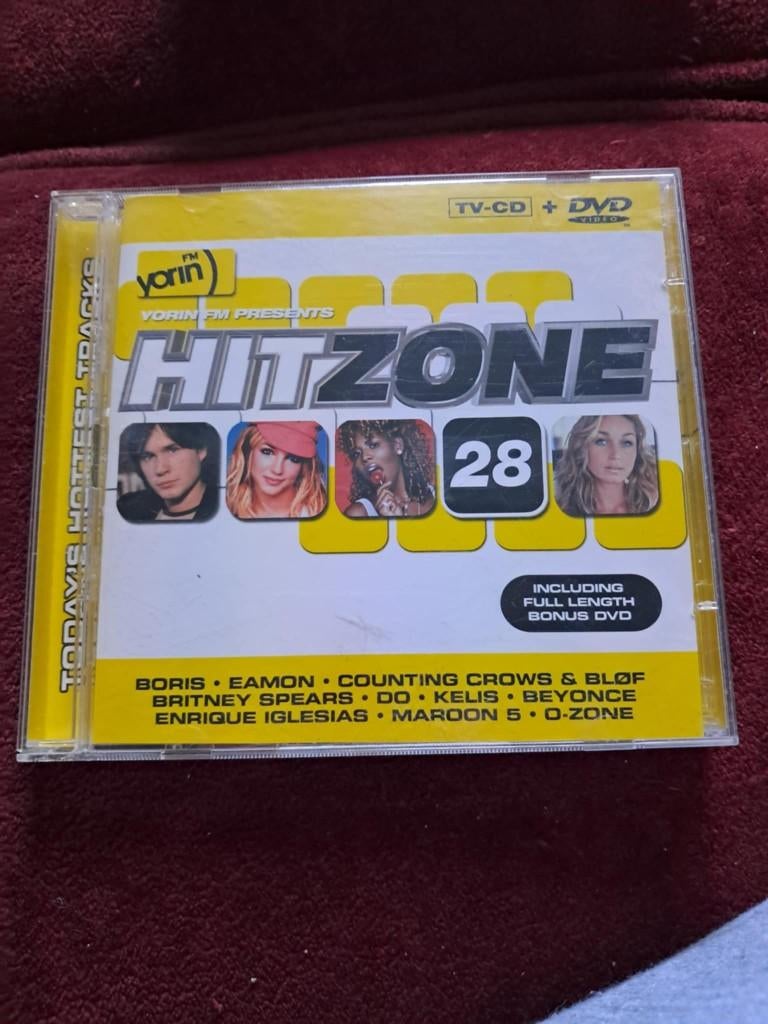 TV-CD + DVD
VIDEO
FM
yorin
YORIN FM PRESENTS
HITZONE
28
INCLUDING
FULL LENGTH
BONUS DVD
BORIS • EAMON • COUNTING CROWS & BLØF
BRITNEY SPEARS • DO • KELIS • BEYONCE
ENRIQUE IGLESIAS • MAROON 5 • O-ZONE
TODAY'S HOTTEST TRACKS